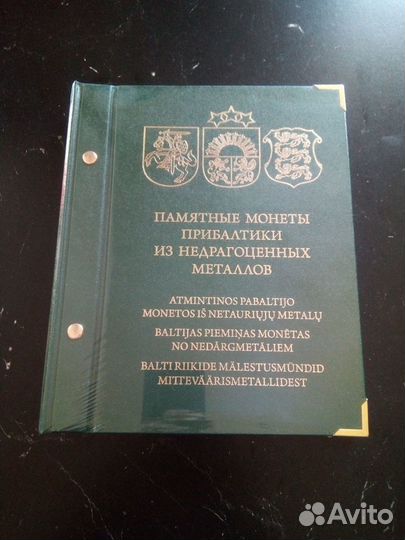 ПАМЯТНЫЕ МОНЕТЫ
ПРИБАЛТИКИ
ИЗ НЕДРАГОЦЕННЫХ
МЕТАЛЛОВ
ATMINTINOS PABALTIJO
MONETOS IŠ NETAURIŲJŲ METALŲ
BALTIJAS PIEMIŅAS MONĒTAS
NO NEDĀRGMETĀLIEM
BALTI RIIKIDE MÄLESTUSMÜNDID
MITTEVÄÄRISMETALLIDEST
Avito